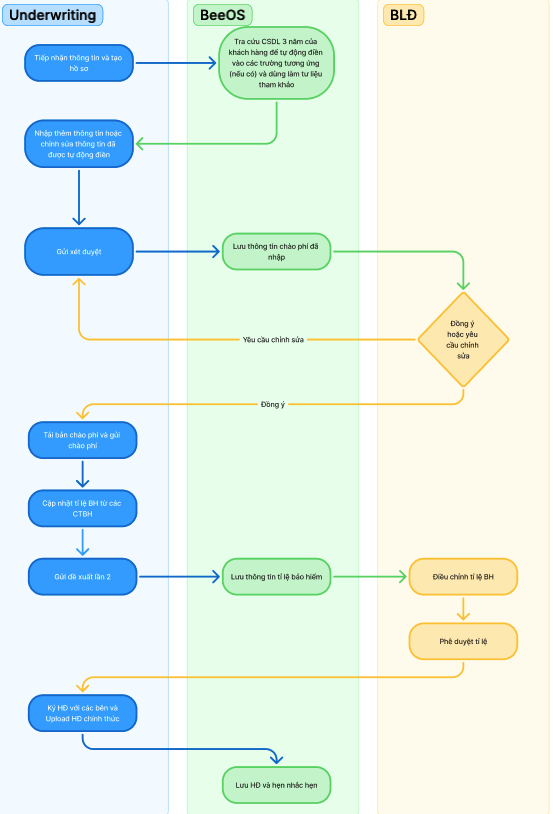 Underwriting
BeeOS
BLĐ
Tiếp nhận thông tin và tạo
hồ sơ
Tra cứu CSDL 3 năm của
khách hàng để tự động điền
vào các trường tương ứng
(nếu có) và dùng làm tư liệu
tham khảo
Nhập thêm thông tin hoặc
chỉnh sửa thông tin đã
được tự động điền
Gửi xét duyệt
Lưu thông tin chào phí đã
nhập
Đồng ý
hoặc yêu
cầu chỉnh
sửa
Yêu cầu chỉnh sửa
Đồng ý
Tải bản chào phí và gửi
chào phí
Cập nhật tỉ lệ BH từ các
CTBH
Gửi đề xuất lần 2
Lưu thông tin tỉ lệ bảo hiểm
Điều chỉnh tỉ lệ BH
Phê duyệt tỉ lệ
Ký HĐ với các bên và
Upload HĐ chính thức
Lưu HĐ và hẹn nhắc hẹn